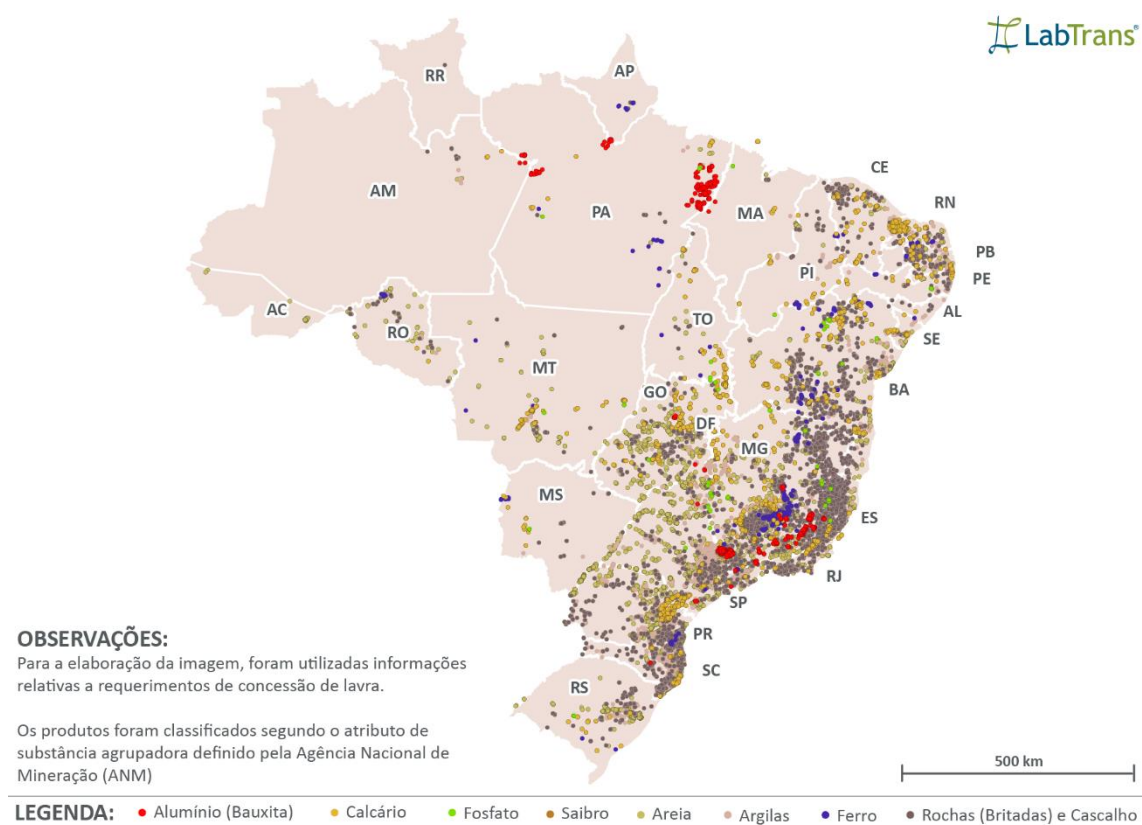 LabTrans
RR
AP
AM
PA
MA
CE
RN
PB
PE
PI
AL
SE
AC
RO
TO
BA
MT
GO
DF
MG
MS
ES
RJ
SP
PR
SC
RS
OBSERVAÇÕES:
Para a elaboração da imagem, foram utilizadas informações
relativas a requerimentos de concessão de lavra.
Os produtos foram classificados segundo o atributo de
substância agrupadora definido pela Agência Nacional de
Mineração (ANM)
500 km
LEGENDA: Alumínio (Bauxita) Calcário Fosfato Saibro Areia Argilas Ferro Rochas (Britadas) e Cascalho